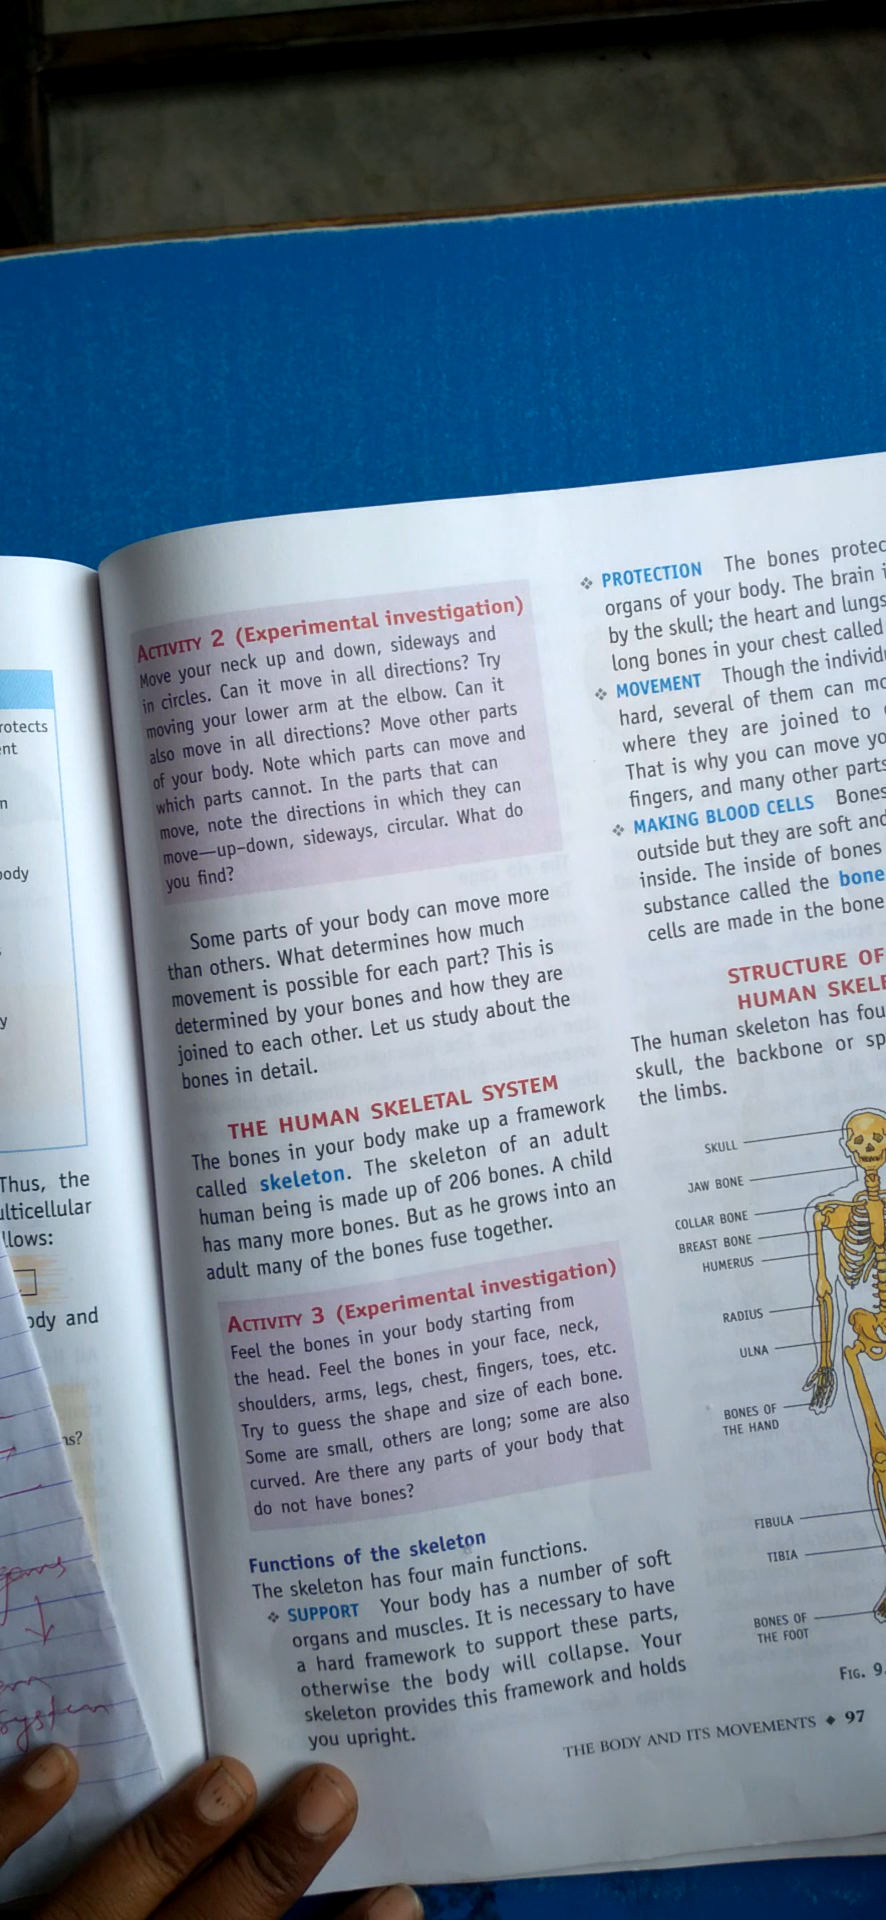 rotects
nt
n
body
y
Thus, the
ulticellular
llows:
ody and
ns?
System
ACTIVITY 2 (Experimental investigation)
Move your neck up and down, sideways and
in circles. Can it move in all directions? Try
moving your lower arm at the elbow. Can it
also move in all directions? Move other parts
of your body. Note which parts can move and
which parts cannot. In the parts that can
move, note the directions in which they can
move—up-down, sideways, circular. What do
you find?
Some parts of your body can move more
than others. What determines how much
movement is possible for each part? This is
determined by your bones and how they are
joined to each other. Let us study about the
bones in detail.
THE HUMAN SKELETAL SYSTEM
The bones in your body make up a framework
called skeleton. The skeleton of an adult
human being is made up of 206 bones. A child
has many more bones. But as he grows into an
adult many of the bones fuse together.
ACTIVITY 3 (Experimental investigation)
Feel the bones in your body starting from
the head. Feel the bones in your face, neck,
shoulders, arms, legs, chest, fingers, toes, etc.
Try to guess the shape and size of each bone.
Some are small, others are long; some are also
curved. Are there any parts of your body that
do not have bones?
Functions of the skeleton
The skeleton has four main functions.
❖ SUPPORT Your body has a number of soft
organs and muscles. It is necessary to have
a hard framework to support these parts,
otherwise the body will collapse. Your
skeleton provides this framework and holds
you upright.
❖ PROTECTION The bones protec
organs of your body. The brain i
by the skull; the heart and lungs
long bones in your chest called
❖ MOVEMENT Though the individ
hard, several of them can mo
where they are joined to
That is why you can move yo
fingers, and many other parts
❖ MAKING BLOOD CELLS Bones
outside but they are soft and
inside. The inside of bones
substance called the bone
cells are made in the bone
STRUCTURE OF
HUMAN SKELE
The human skeleton has fou
skull, the backbone or sp
the limbs.
SKULL
JAW BONE
COLLAR BONE
BREAST BONE
HUMERUS
RADIUS
ULNA
BONES OF
THE HAND
FIBULA
TIBIA
BONES OF
THE FOOT
FIG. 9.
THE BODY AND ITS MOVEMENTS ◆ 97